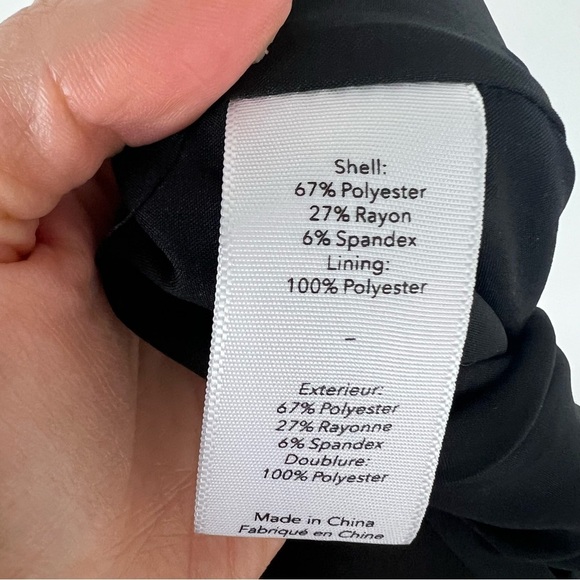 Shell:
67% Polyester
27% Rayon
6% Spandex
Lining:
100% Polyester
-
Exterieur:
67% Polyester
27% Rayonne
6% Spandex
Doublure:
100% Polyester
Made in China
Fabriqué en Chine